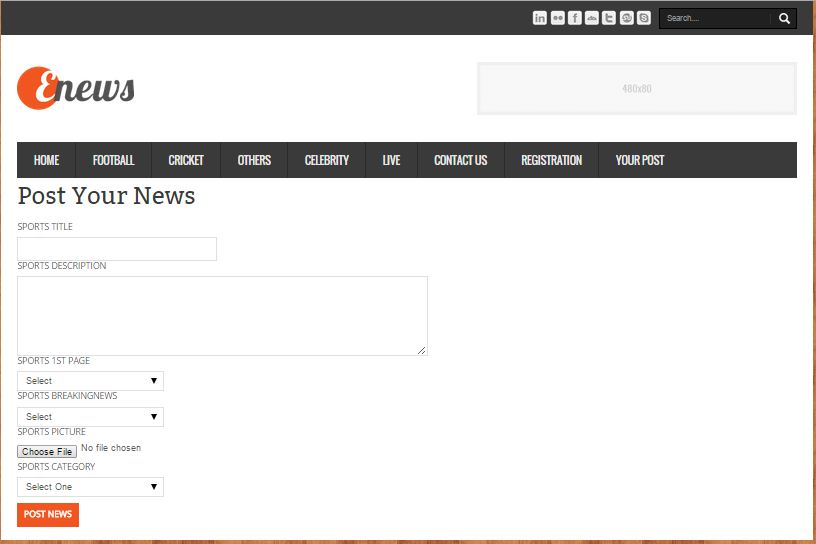 Search....
Enews
480x80
HOME FOOTBALL CRICKET OTHERS CELEBRITY LIVE CONTACT US REGISTRATION YOUR POST
Post Your News
SPORTS TITLE
SPORTS DESCRIPTION
SPORTS 1ST PAGE
Select
SPORTS BREAKINGNEWS
Select
SPORTS PICTURE
Choose File No file chosen
SPORTS CATEGORY
Select One
POST NEWS